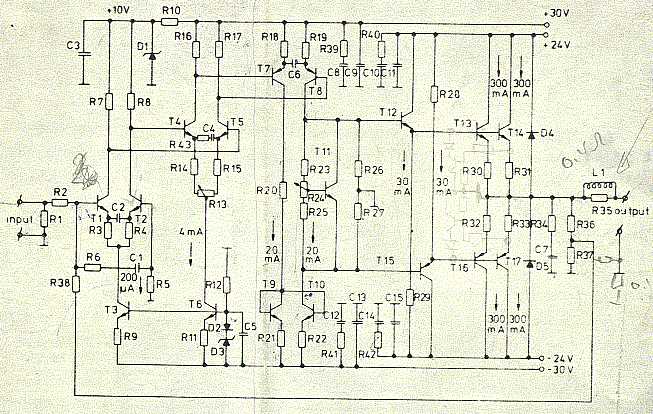 +10V R10 +30V
+24V
C3 D1 R16 R17 R18 R19 R39 R40
C6 C8 C9 C10 C11
T7 T8
R7 R8 R28
300 mA 300 mA
T12
T4 T5 C4 T13 T14 D4
R43
R14 R15 T11 R23 R26
30 mA 30 mA R30 R31 0.
L1
R2 R13 R20 R24 R25 R27
input R1 T1 C2 T2 R35 output
R3 R4 4mA R32 R33 R34 R36
R6 C1 20 mA 20 mA T15 T16 T17 C7 R37
R38 200 µA R5 R12 D5
T3 T6 D2 C5 T9 T10 C12 C13 C14 C15 R29 0.
300 mA 300 mA
R9 R11 D3 R21 R22 R41 R42
-24V
-30V